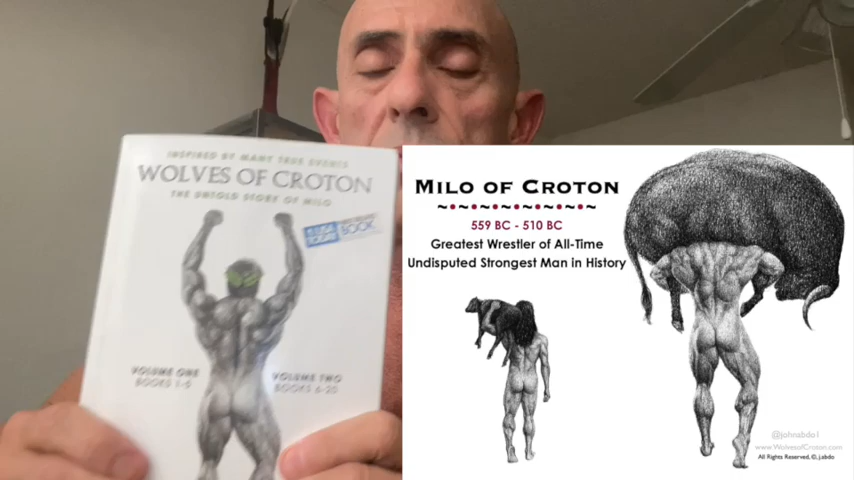 INSPIRED BY MANY TRUE EVENTS
WOLVES OF CROTON
THE UNTOLD STORY OF MILO
USA TODAY
BOOK
VOLUME ONE
BOOKS 1-5
VOLUME TWO
BOOKS 6-20
MILO OF CROTON
559 BC - 510 BC
Greatest Wrestler of All-Time
Undisputed Strongest Man in History
@johnabdo1
www.WolvesofCroton.com
All Rights Reserved. ©, j.abdo